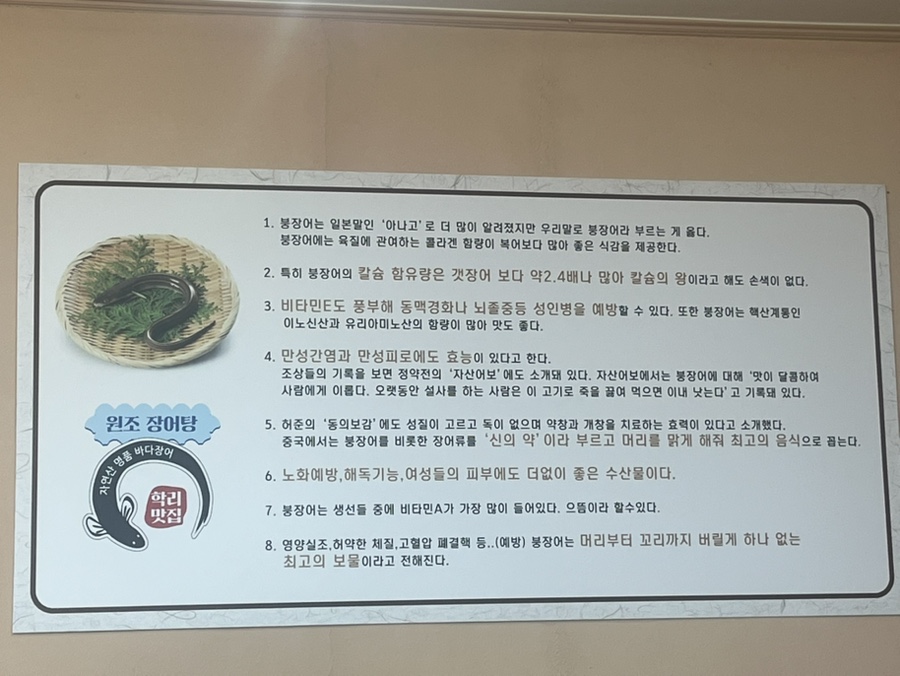 1. 붕장어는 일본말인 ‘아나고’로 더 많이 알려졌지만 우리말로 붕장어라 부르는 게 옳다.
붕장어에는 육질에 관여하는 콜라겐 함량이 복어보다 많아 좋은 식감을 제공한다.
2. 특히 붕장어의 칼슘 함유량은 갯장어 보다 약2.4배나 많아 칼슘의 왕이라고 해도 손색이 없다.
3. 비타민E도 풍부해 동맥경화나 뇌졸중등 성인병을 예방할 수 있다. 또한 붕장어는 핵산계통인
이노신산과 유리아미노산의 함량이 많아 맛도 좋다.
4. 만성간염과 만성피로에도 효능이 있다고 한다.
조상들의 기록을 보면 정약전의 ‘자산어보’에도 소개돼 있다. 자산어보에서는 붕장어에 대해 ‘맛이 달콤하여
사람에게 이롭다. 오랫동안 설사를 하는 사람은 이 고기로 죽을 끓여 먹으면 이내 낫는다’고 기록돼 있다.
5. 허준의 ‘동의보감’에도 성질이 고르고 독이 없으며 약창과 개창을 치료하는 효력이 있다고 소개했다.
중국에서는 붕장어를 비롯한 장어류를 ‘신의 약’이라 부르고 머리를 맑게 해줘 최고의 음식으로 꼽는다.
6. 노화예방,해독기능,여성들의 피부에도 더없이 좋은 수산물이다.
7. 붕장어는 생선들 중에 비타민A가 가장 많이 들어있다. 으뜸이라 할수있다.
8. 영양실조,허약한 체질,고혈압 폐결핵 등..(예방) 붕장어는 머리부터 꼬리까지 버릴게 하나 없는
최고의 보물이라고 전해진다.
원조 장어탕
자연산 명품 바다장어
학리
맛집